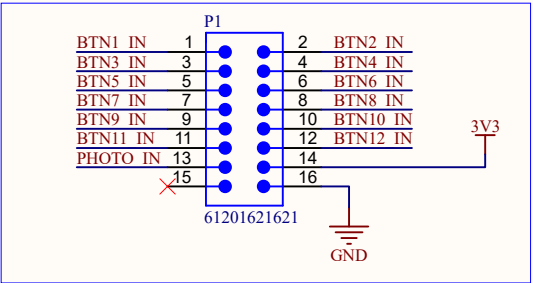 P1
BTN1_IN 1 2 BTN2_IN
BTN3_IN 3 4 BTN4_IN
BTN5_IN 5 6 BTN6_IN
BTN7_IN 7 8 BTN8_IN
BTN9_IN 9 10 BTN10_IN 3V3
BTN11_IN 11 12 BTN12_IN
PHOTO_IN 13 14
15 16
61201621621
GND